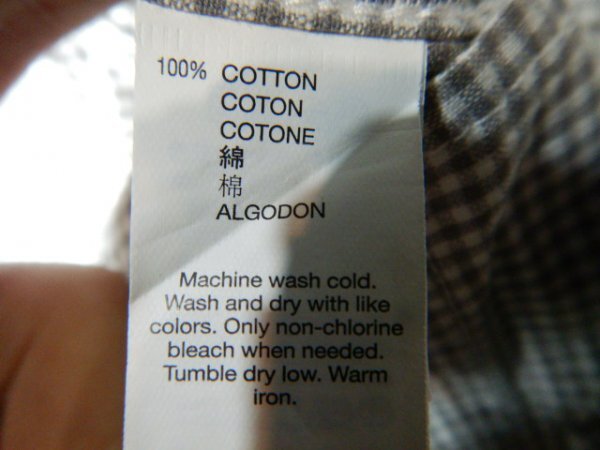 100% COTTON
COTON
COTONE
綿
棉
ALGODON
Machine wash cold.
Wash and dry with like
colors. Only non-chlorine
bleach when needed.
Tumble dry low. Warm
iron.